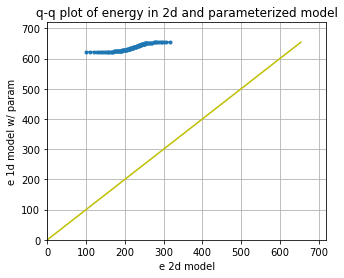 q-q plot of energy in 2d and parameterized model
700
600
500
400
300
200
100
0
e 1d model w/ param
0 100 200 300 400 500 600 700
e 2d model